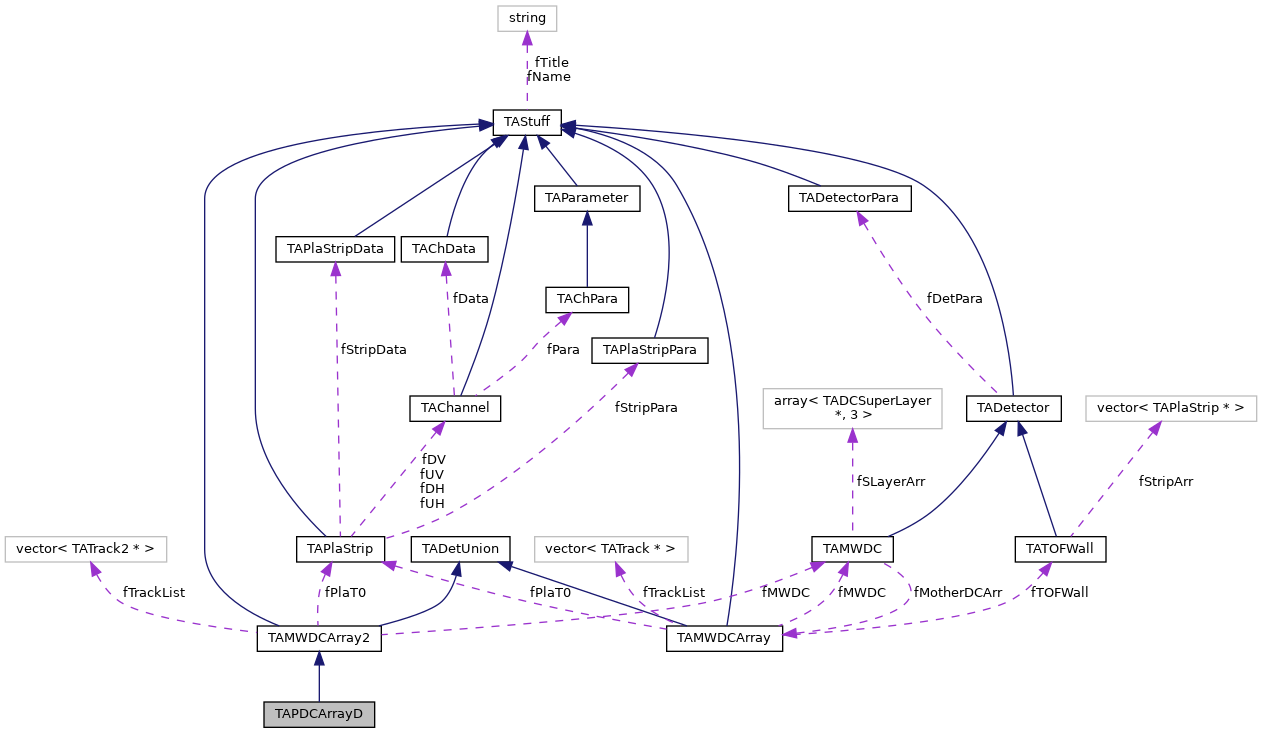 string
fTitle
fName
TAStuff
TAParameter
TADetectorPara
TAPlaStripData
TAChData
fData
TAChPara
fDetPara
fStripData
fPara
TAPlaStripPara
array< TADCSuperLayer
*, 3 >
TAChannel
fStripPara
TADetector
vector< TAPlaStrip * >
fDV
fUV
fDH
fUH
fSLayerArr
fStripArr
vector< TATrack2 * >
TAPlaStrip
TADetUnion
vector< TATrack * >
TAMWDC
TATOFWall
fTrackList
fPlaT0
fPlaT0
fTrackList
fMWDC
fMWDC
fMotherDCArr
fTOFWall
TAMWDCArray2
TAMWDCArray
TAPDCArrayD